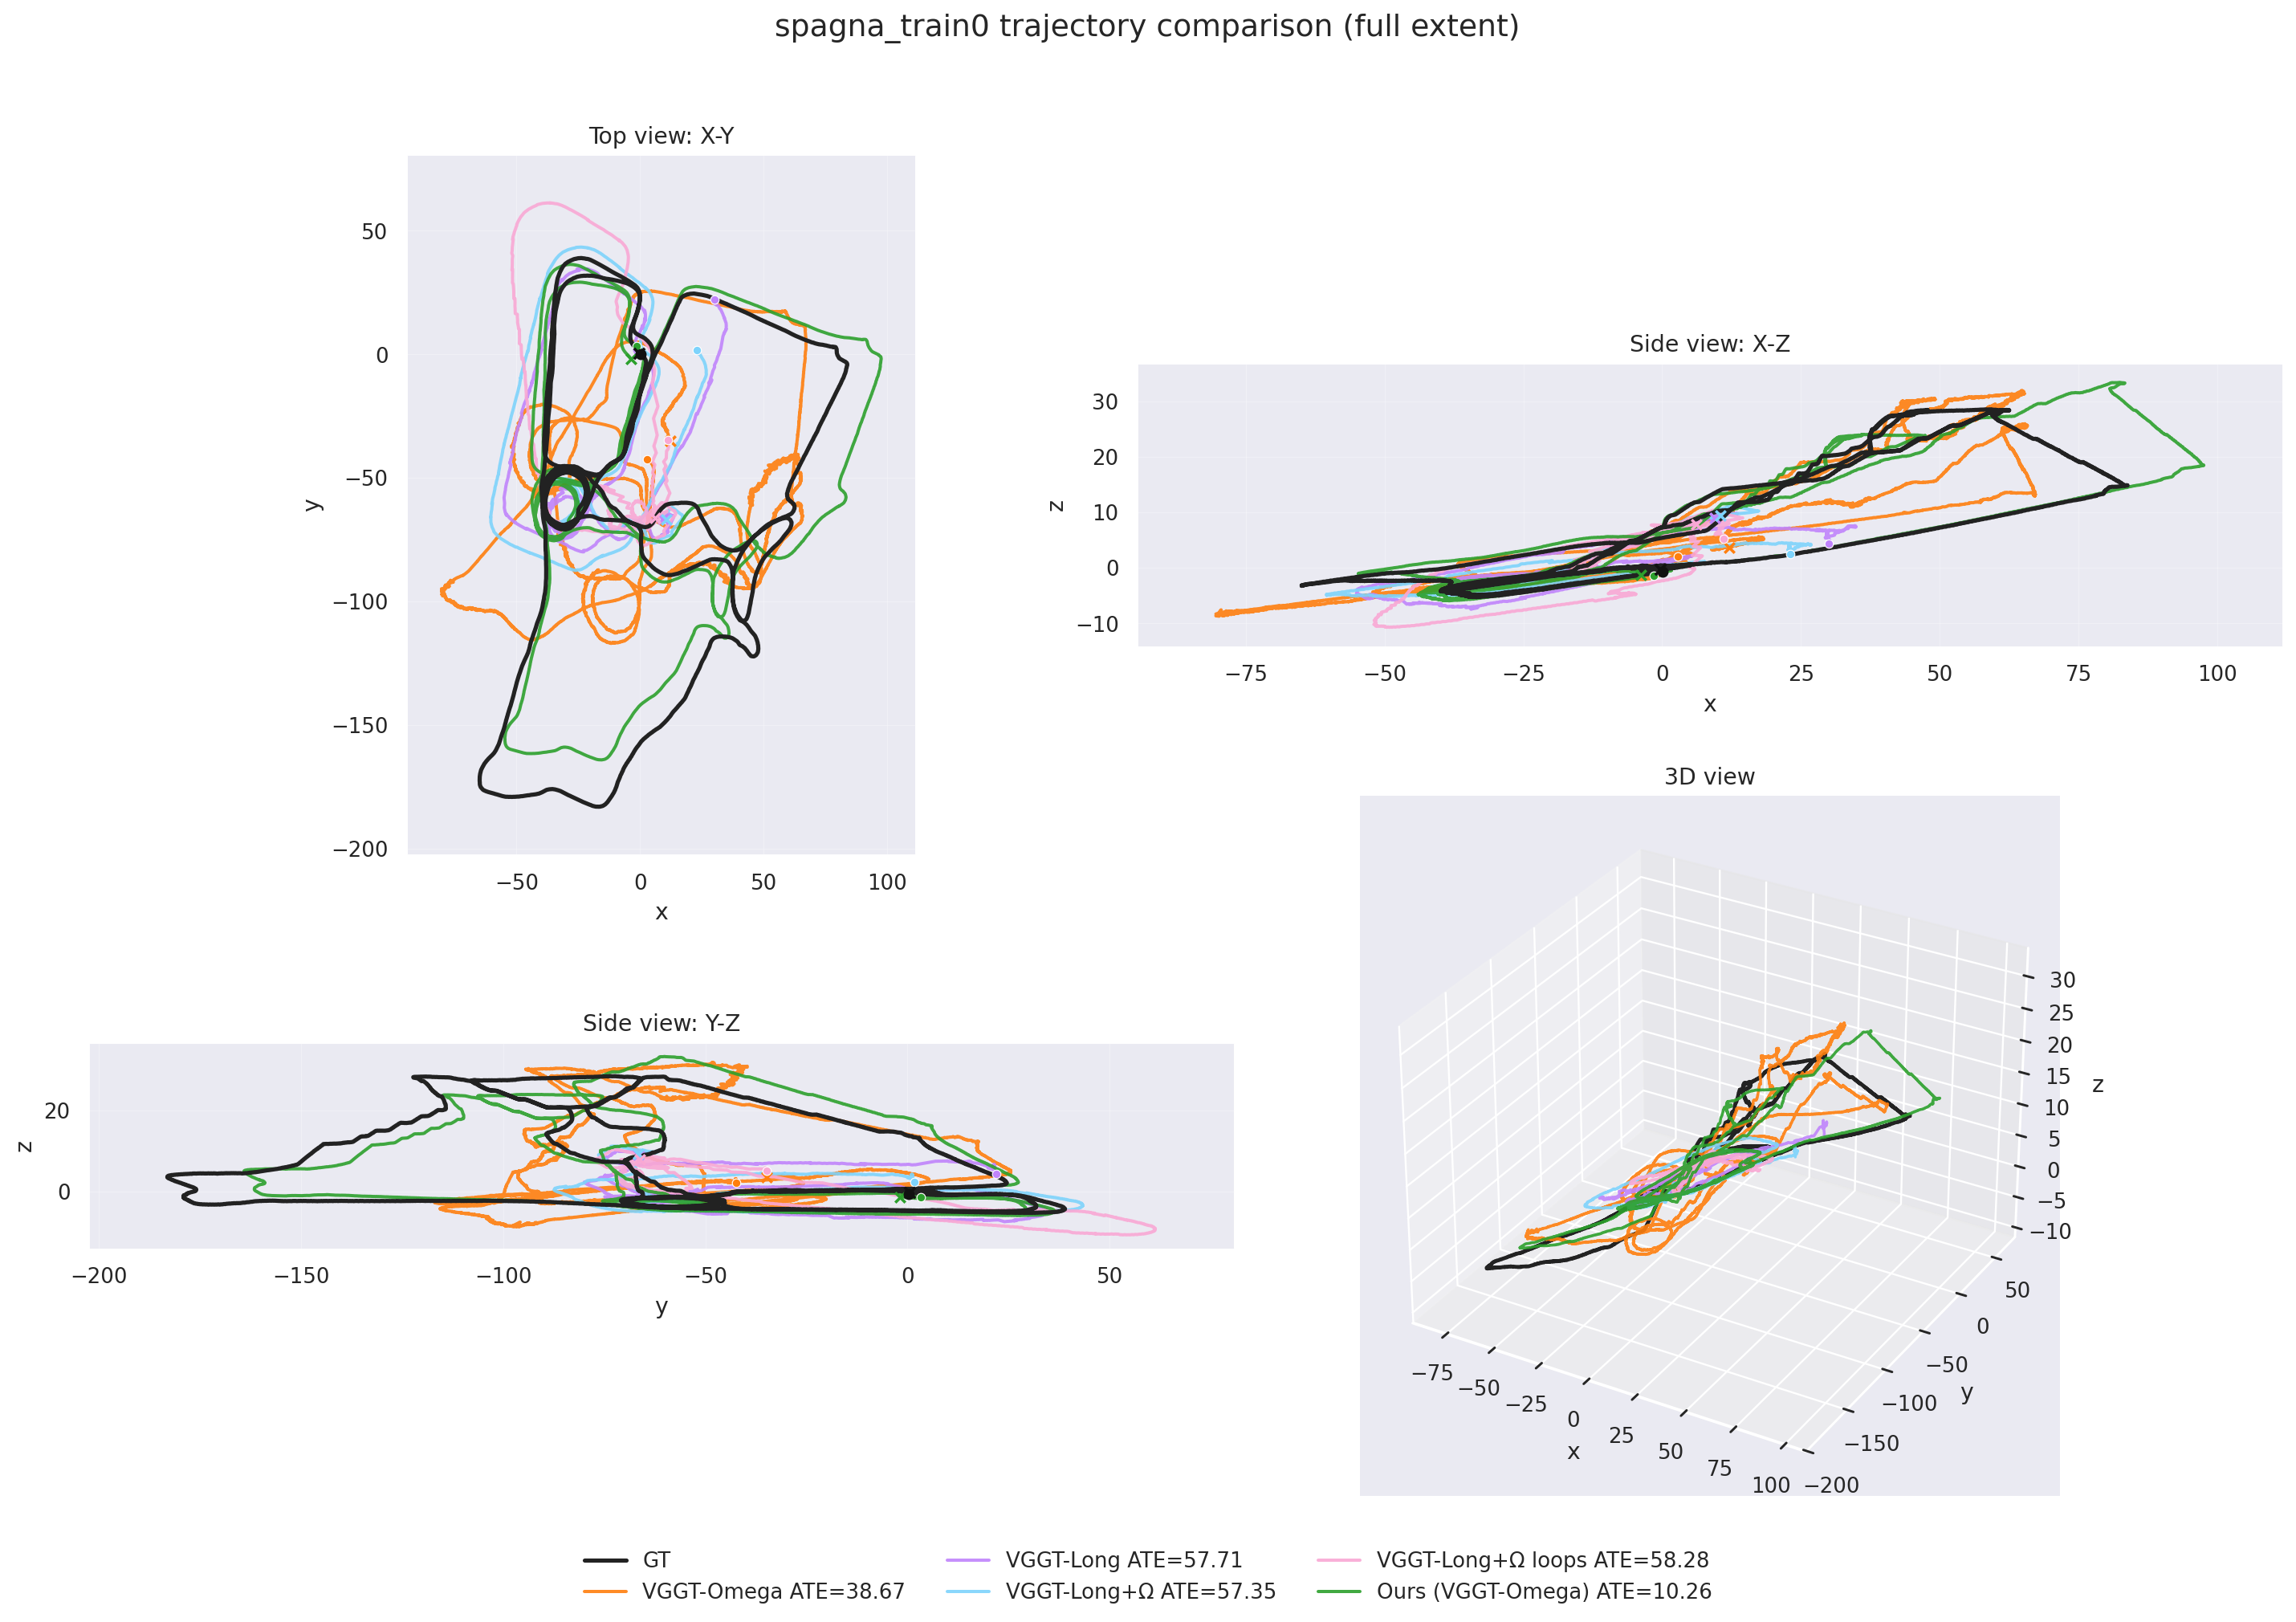 spagna_train0 trajectory comparison (full extent)
Top view: X-Y
50
0
−50
−100
−150
−200
y
−50
0
50
100
x
Side view: X-Z
30
20
10
0
−10
z
−75
−50
−25
0
25
50
75
100
x
Side view: Y-Z
20
0
z
−200
−150
−100
−50
0
50
y
3D view
30
25
20
15
10
5
0
−5
−10
z
50
0
−50
−100
−150
−200
y
−75
−50
−25
0
25
50
75
100
x
GT
VGGT-Omega ATE=38.67
VGGT-Long ATE=57.71
VGGT-Long+Ω ATE=57.35
VGGT-Long+Ω loops ATE=58.28
Ours (VGGT-Omega) ATE=10.26